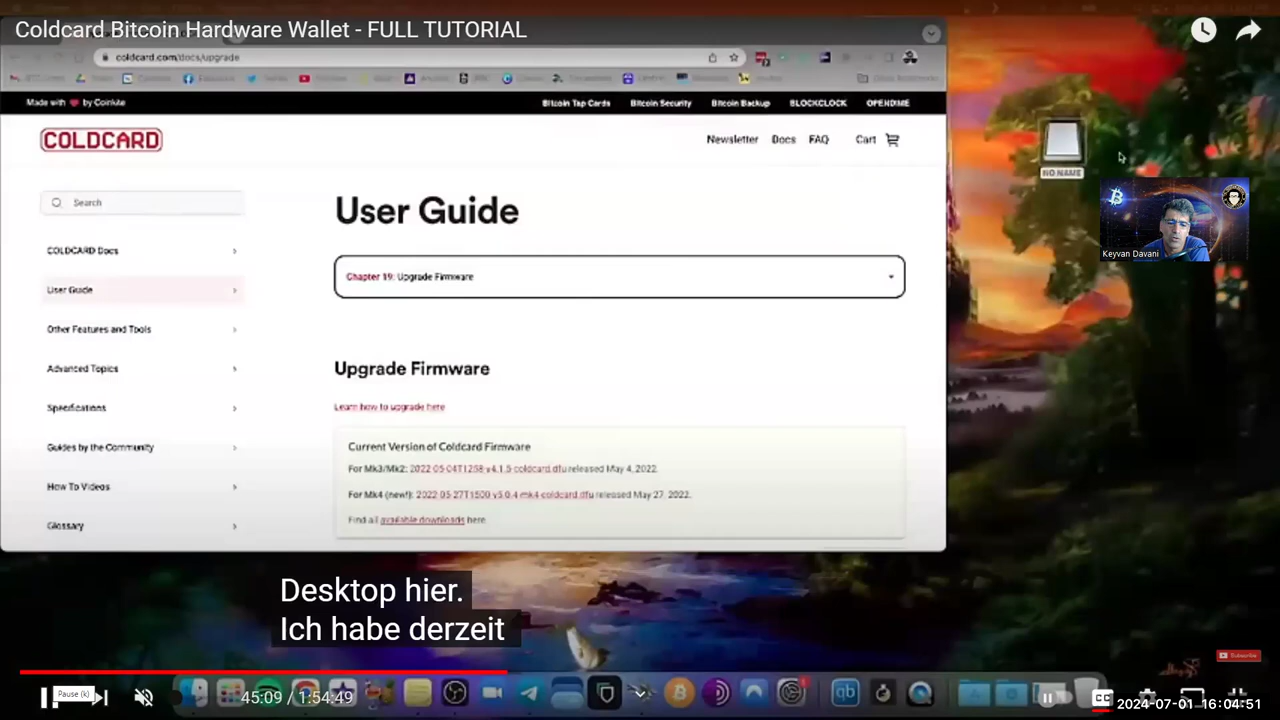 Coldcard Bitcoin Hardware Wallet - FULL TUTORIAL
coldcard.com/docs/upgrade
Made with ❤ by Coinkite
Bitcoin Tap Cards Bitcoin Security Bitcoin Backup BLOCKCLOCK OPENDIME
COLDCARD
Newsletter Docs FAQ Cart
NO NAME
Search
User Guide
Keyvan Davani
COLDCARD Docs
Chapter 19: Upgrade Firmware
User Guide
Other Features and Tools
Advanced Topics
Upgrade Firmware
Specifications
Learn how to upgrade here
Guides by the Community
Current Version of Coldcard Firmware
For Mk3/Mk2: 2022-05-04T1258-v4.1.5-coldcard.dfu released May 4, 2022.
How To Videos
For Mk4 (new!): 2022-05-27T1500-v5.0.4-mk4-coldcard.dfu released May 27, 2022.
Glossary
Find all available downloads here.
Desktop hier.
Ich habe derzeit
Subscribe
Pause (k)
45:09 / 1:54:49
qb
CC
2024-07-01 16:04:51